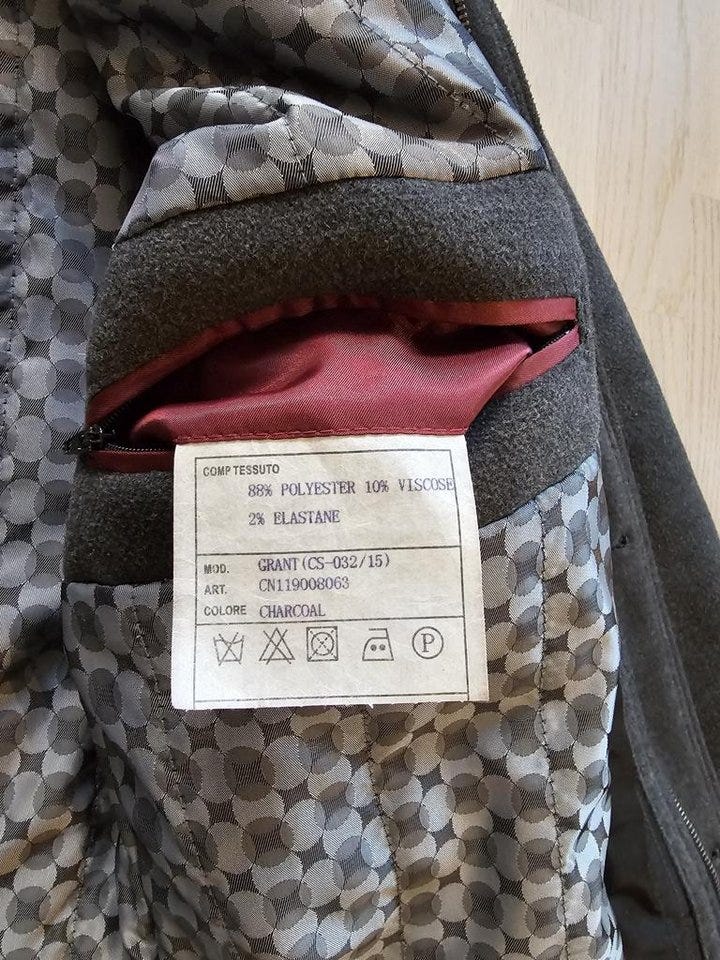 COMP TESSUTO
88% POLYESTER 10% VISCOSE
2% ELASTANE
MOD. GRANT(CS-032/15)
ART. CN119008063
COLORE CHARCOAL
P